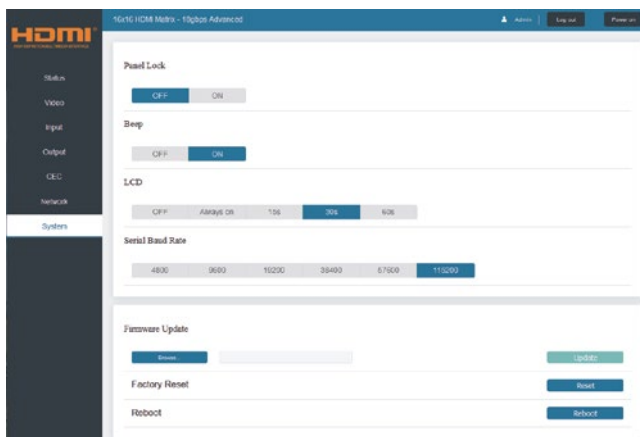 16x16 HDMI Matrix - 18gbps Advanced
Admin
Log out
Power on
HDMI
Status
Video
Input
Output
CEC
Network
System
Panel Lock
OFF ON
Beep
OFF ON
LCD
OFF Always on 15s 30s 60s
Serial Baud Rate
4800 9600 19200 38400 57600 115200
Firmware Update
Browse... Update
Factory Reset Reset
Reboot Reboot